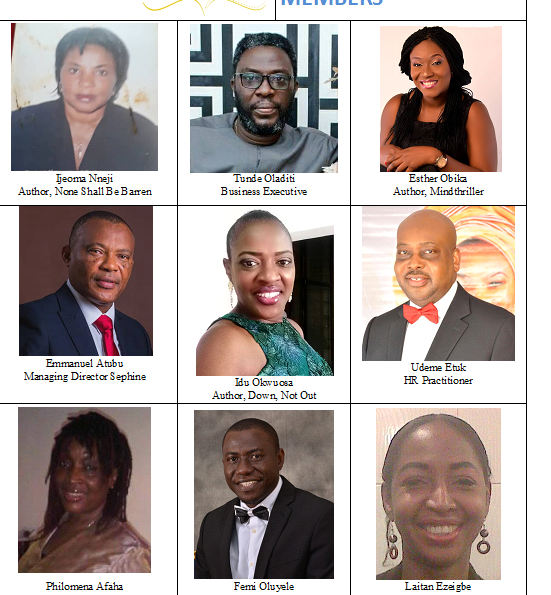 MEMBERS
Ijeoma Nneji
Author, None Shall Be Barren
Tunde Oladiti
Business Executive
Esther Obika
Author, Mindthriller
Emmanuel Atubu
Managing Director Sephine
Idu Okwuosa
Author, Down, Not Out
Udeme Etuk
HR Practitioner
Philomena Afaha
Femi Oluyele
Laitan Ezeigbe